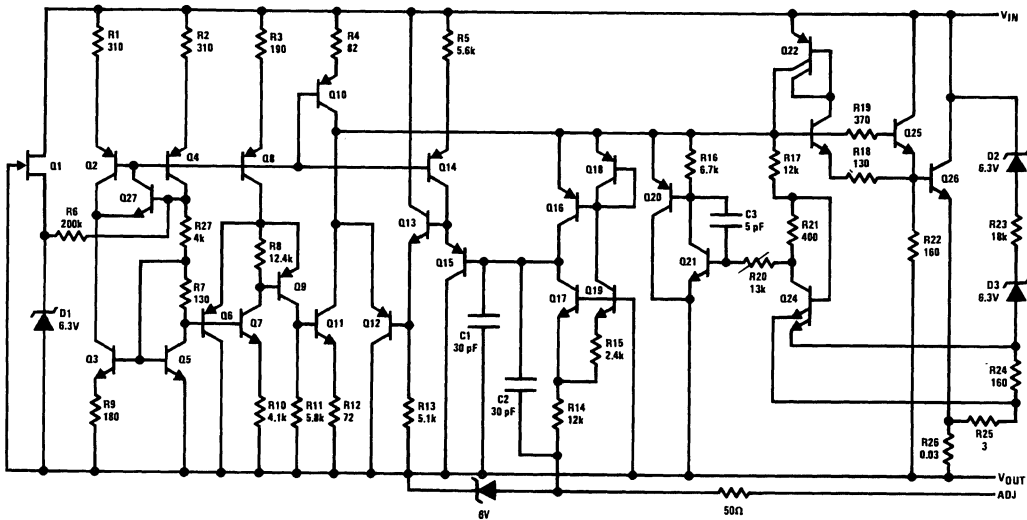 R1
310
R2
310
R3
190
R4
82
R5
5.6k
VIN
Q22
Q10
R19
370
Q25
R18
130
Q1
Q2
Q4
Q8
Q14
Q18
R16
6.7k
R17
12k
Q26
D2
6.3V
Q27
Q16
Q20
R6
200k
R27
4k
Q13
C3
5 pF
R21
400
R22
160
R23
18k
R8
12.4k
Q15
Q21
R20
13k
R7
130
Q9
Q17
Q19
Q24
D3
6.3V
D1
6.3V
Q6
Q7
Q11
Q12
C1
30 pF
R15
2.4k
Q3
Q5
R24
160
C2
30 pF
R9
180
R10
4.1k
R11
5.8k
R12
72
R13
5.1k
R14
12k
R26
0.03
R25
3
VOUT
ADJ
6V
50Ω